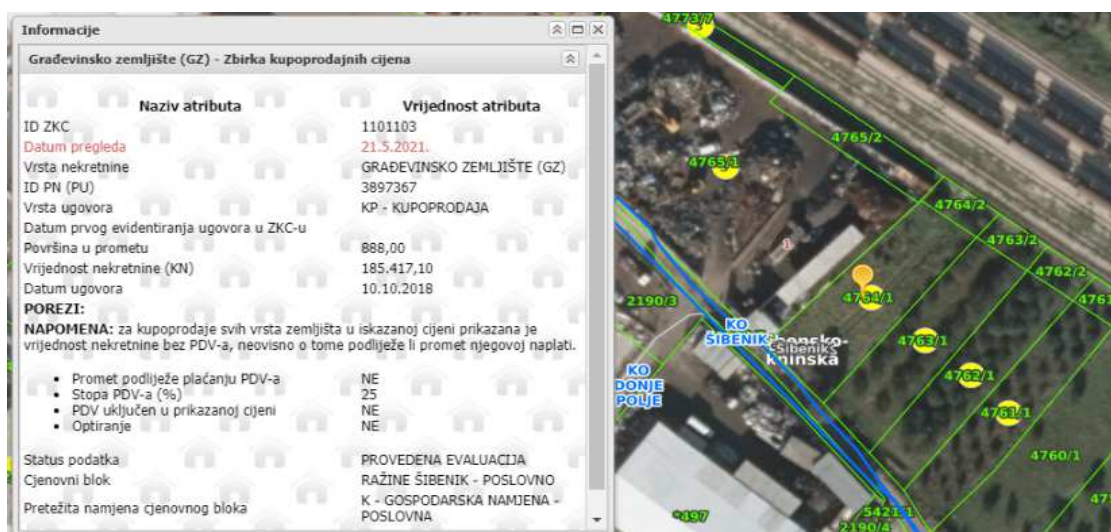 Informacije
Građevinsko zemljište (GZ) - Zbirka kupoprodajnih cijena
Naziv atributa Vrijednost atributa
ID ZKC 1101103
Datum pregleda 21.5.2021.
Vrsta nekretnine GRAĐEVINSKO ZEMLJIŠTE (GZ)
ID PN (PU) 3897367
Vrsta ugovora KP - KUPOPRODAJA
Datum prvog evidentiranja ugovora u ZKC-u
Površina u prometu 888,00
Vrijednost nekretnine (KN) 185.417,10
Datum ugovora 10.10.2018
POREZI:
NAPOMENA: za kupoprodaje svih vrsta zemljišta u iskazanoj cijeni prikazana je
vrijednost nekretnine bez PDV-a, neovisno o tome podliježe li promet njegovoj naplati.
• Promet podliježe plaćanju PDV-a NE
• Stopa PDV-a (%) 25
• PDV uključen u prikazanoj cijeni NE
• Optiranje NE
Status podatka PROVEDENA EVALUACIJA
Cjenovni blok RAŽINE ŠIBENIK - POSLOVNO
Pretežita namjena cjenovnog bloka K - GOSPODARSKA NAMJENA -
POSLOVNA
4773/7
4765/2
4765/1
4764/2
4763/2
4762/2
4761
1
2190/3
4764/1
KO
ŠIBENIK
Šibenik
kninska
4763/1
KO
DONJE
POLJE
4762/1
4761/1
4760/1
47
*497
5421/1
2190/4